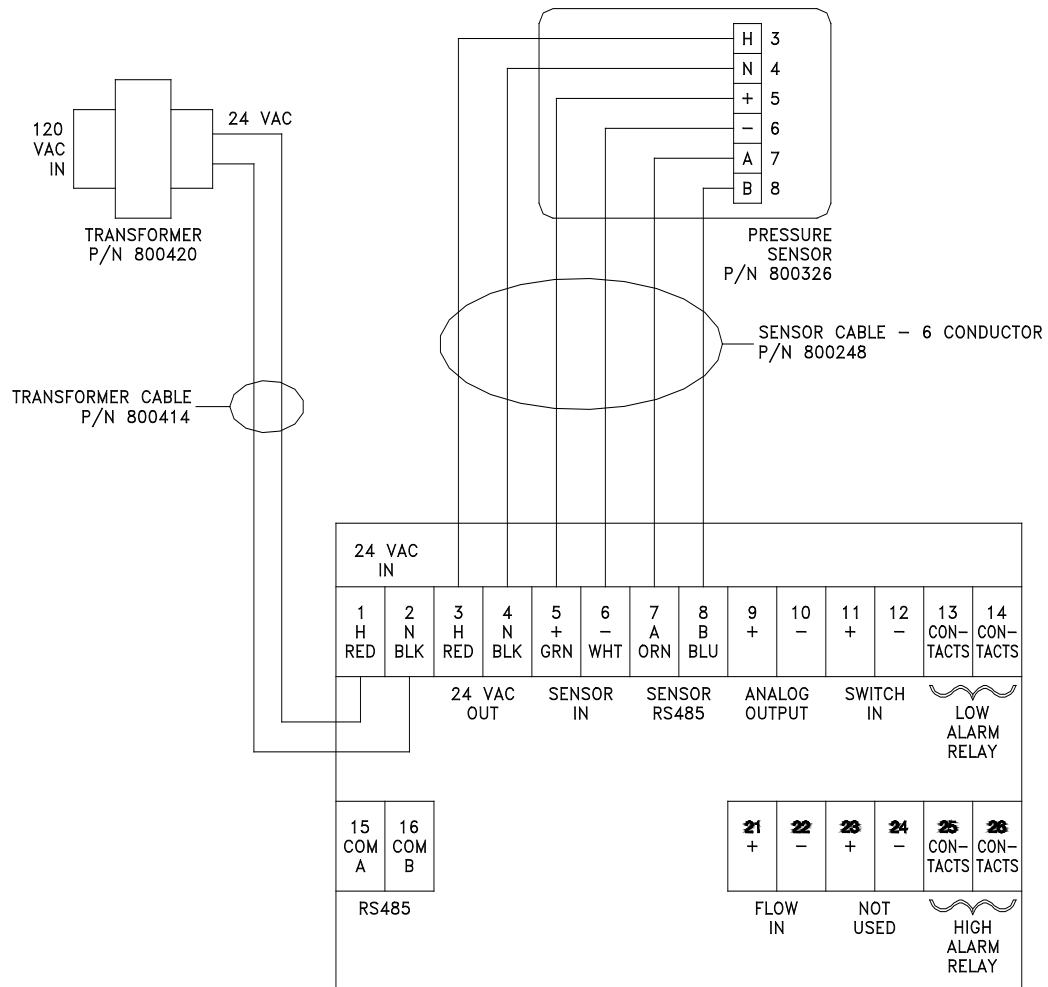 H 3
N 4
+ 5
− 6
A 7
B 8
PRESSURE
SENSOR
P/N 800326
120
VAC
IN
24 VAC
TRANSFORMER
P/N 800420
SENSOR CABLE − 6 CONDUCTOR
P/N 800248
TRANSFORMER CABLE
P/N 800414
24 VAC
IN
1
H
RED
2
N
BLK
3
H
RED
4
N
BLK
5
+
GRN
6
−
WHT
7
A
ORN
8
B
BLU
9
+
10
−
11
+
12
−
13
CON−
TACTS
14
CON−
TACTS
24 VAC
OUT
SENSOR
IN
SENSOR
RS485
ANALOG
OUTPUT
SWITCH
IN
LOW
ALARM
RELAY
15
COM
A
16
COM
B
RS485
21
+
22
−
23
+
24
−
25
CON−
TACTS
26
CON−
TACTS
FLOW
IN
NOT
USED
HIGH
ALARM
RELAY